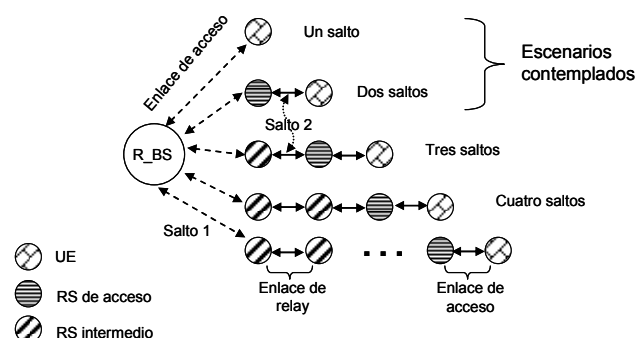 Enlace de acceso
Un salto
Escenarios
contemplados
Dos saltos
Salto 2
R_BS
Tres saltos
Cuatro saltos
Salto 1
UE
RS de acceso
RS intermedio
Enlace de
relay
Enlace de
acceso